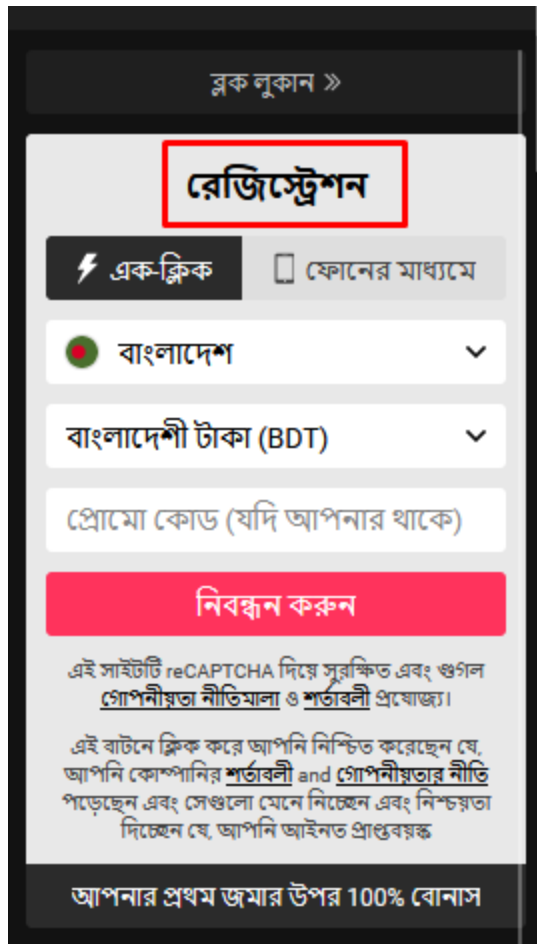 ব্লক লুকান »
রেজিস্ট্রেশন
এক-ক্লিক
ফোনের মাধ্যমে
বাংলাদেশ
বাংলাদেশী টাকা (BDT)
প্রোমো কোড (যদি আপনার থাকে)
নিবন্ধন করুন
এই সাইটটি reCAPTCHA দিয়ে সুরক্ষিত এবং গুগল
গোপনীয়তা নীতিমালা ও শর্তাবলী প্রযোজ্য।
এই বাটনে ক্লিক করে আপনি নিশ্চিত করেছেন যে,
আপনি কোম্পানির শর্তাবলী and গোপনীয়তার নীতি
পড়েছেন এবং সেগুলো মেনে নিচ্ছেন এবং নিশ্চয়তা
দিচ্ছেন যে, আপনি আইনত প্রাপ্তবয়স্ক
আপনার প্রথম জমার উপর 100% বোনাস